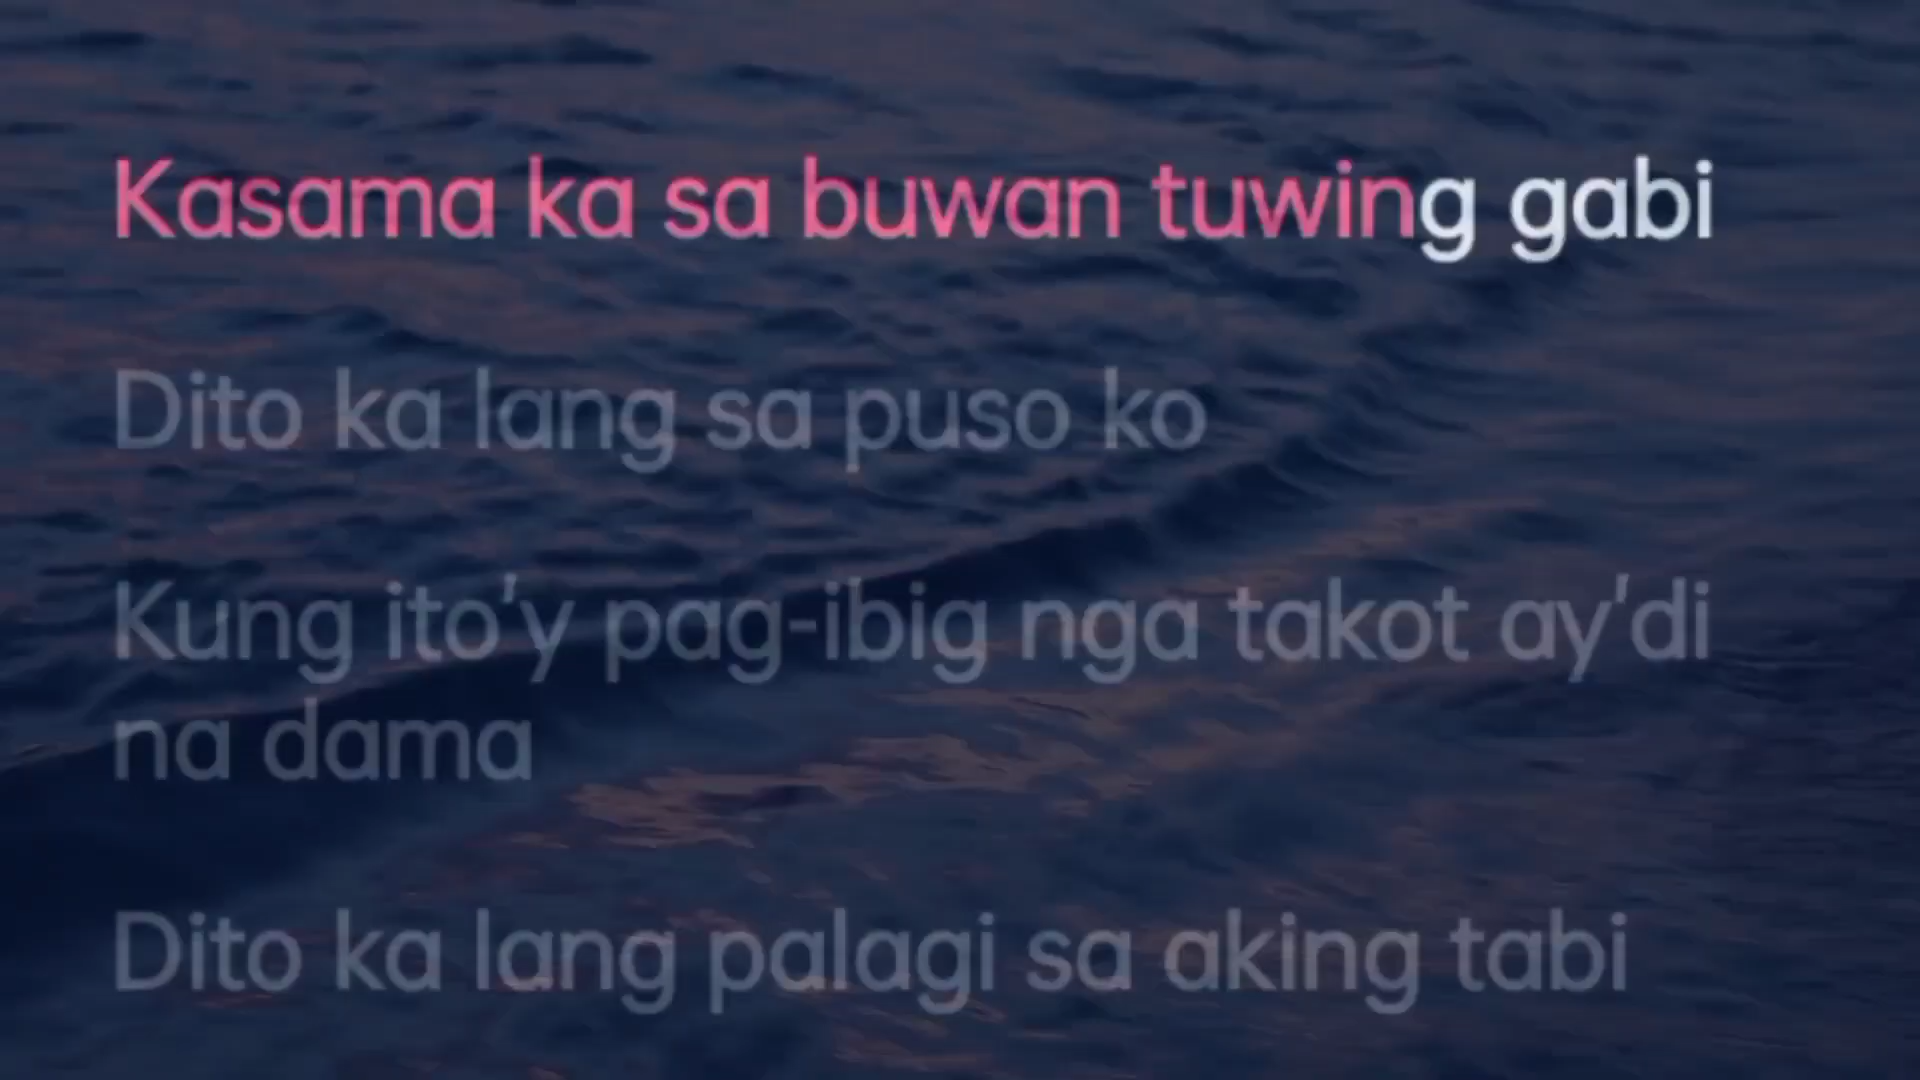 Kasama ka sa buwan tuwing gabi
Dito ka lang sa puso ko
Kung ito'y pag-ibig nga takot ay'di
na dama
Dito ka lang palagi sa aking tabi